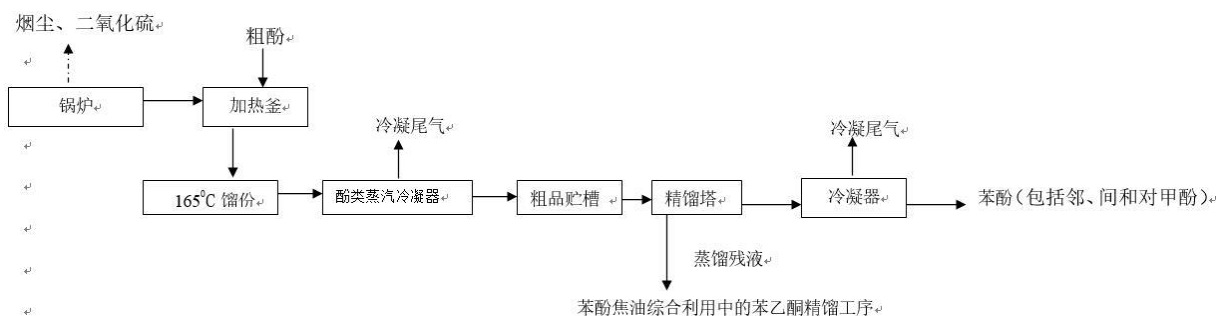 烟尘、二氧化硫
粗酚
锅炉
加热釜
冷凝尾气
冷凝尾气
165⁰C 馏份
酚类蒸汽冷凝器
粗品贮槽
精馏塔
冷凝器
苯酚（包括邻、间和对甲酚）
蒸馏残液
苯酚焦油综合利用中的苯乙酮精馏工序